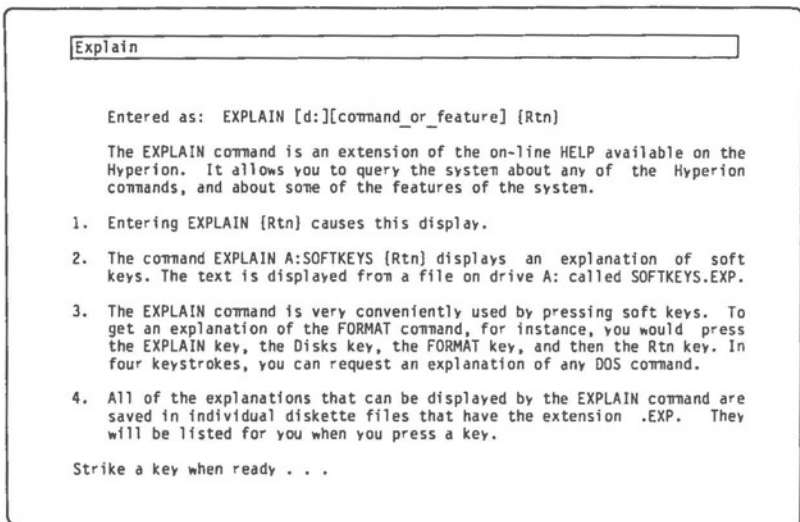 Explain
Entered as: EXPLAIN [d:][command_or_feature] {Rtn}
The EXPLAIN command is an extension of the on-line HELP available on the
Hyperion. It allows you to query the system about any of the Hyperion
commands, and about some of the features of the system.
1. Entering EXPLAIN {Rtn} causes this display.
2. The command EXPLAIN A:SOFTKEYS {Rtn} displays an explanation of soft
keys. The text is displayed from a file on drive A: called SOFTKEYS.EXP.
3. The EXPLAIN command is very conveniently used by pressing soft keys. To
get an explanation of the FORMAT command, for instance, you would press
the EXPLAIN key, the Disks key, the FORMAT key, and then the Rtn key. In
four keystrokes, you can request an explanation of any DOS command.
4. All of the explanations that can be displayed by the EXPLAIN command are
saved in individual diskette files that have the extension .EXP. They
will be listed for you when you press a key.
Strike a key when ready . . .